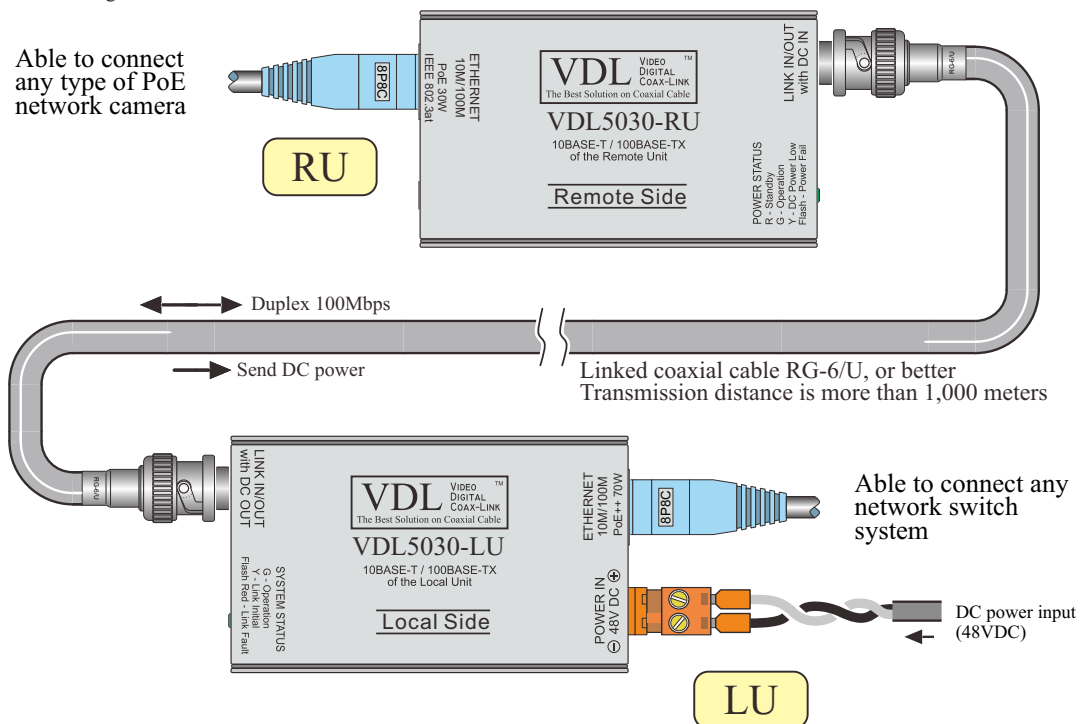 Able to connect
any type of PoE
network camera
8P8C
ETHERNET
10M/100M
PoE 30W
IEEE 802.3at
VDL VIDEO DIGITAL COAX-LINK ™
The Best Solution on Coaxial Cable
VDL5030-RU
10BASE-T / 100BASE-TX
of the Remote Unit
Remote Side
LINK IN/OUT
with DC IN
POWER STATUS
R - Standby
G - Operation
Y - DC Power Low
Flash - Power Fail
RG-6/U
RU
Duplex 100Mbps
Send DC power
Linked coaxial cable RG-6/U, or better
Transmission distance is more than 1,000 meters
RG-6/U
LINK IN/OUT
with DC OUT
SYSTEM STATUS
G - Operation
Y - Link Initial
Flash Red - Link Fault
VDL VIDEO DIGITAL COAX-LINK ™
The Best Solution on Coaxial Cable
VDL5030-LU
10BASE-T / 100BASE-TX
of the Local Unit
Local Side
ETHERNET
10M/100M
PoE++ 70W
8P8C
POWER IN
⊖ 48V DC ⊕
Able to connect any
network switch
system
DC power input
(48VDC)
LU